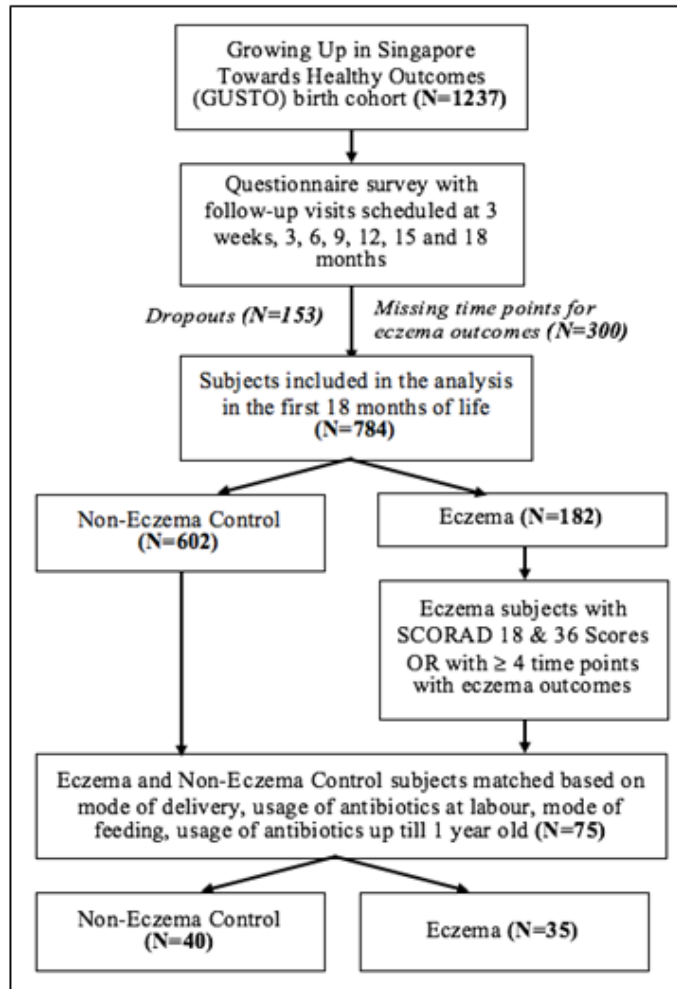 Growing Up in Singapore
Towards Healthy Outcomes
(GUSTO) birth cohort (N=1237)
Questionnaire survey with
follow-up visits scheduled at 3
weeks, 3, 6, 9, 12, 15 and 18
months
Dropouts (N=153)
Missing time points for
eczema outcomes (N=300)
Subjects included in the analysis
in the first 18 months of life
(N=784)
Non-Eczema Control
(N=602)
Eczema (N=182)
Eczema subjects with
SCORAD 18 & 36 Scores
OR with ≥ 4 time points
with eczema outcomes
Eczema and Non-Eczema Control subjects matched based on
mode of delivery, usage of antibiotics at labour, mode of
feeding, usage of antibiotics up till 1 year old (N=75)
Non-Eczema Control
(N=40)
Eczema (N=35)